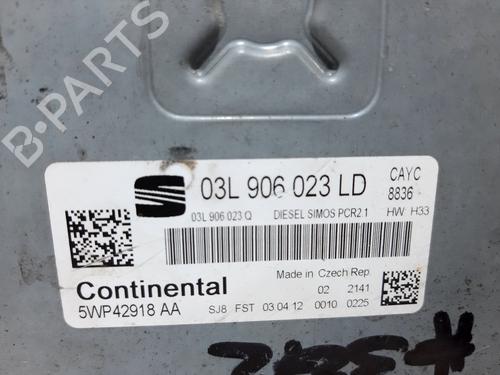 B-PARTS
03L 906 023 LD
CAYC
8836
03L 906 023 Q DIESEL SIMOS PCR2.1 HW H33
Made in Czech Rep.
Continental
02 2141
5WP42918 AA SJ8 FST 03.04.12 0010 0225